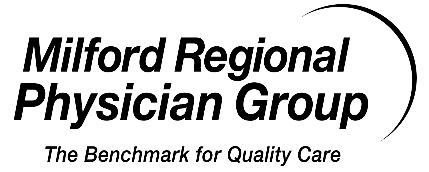 Milford Regional
Physician Group
The Benchmark for Quality Care